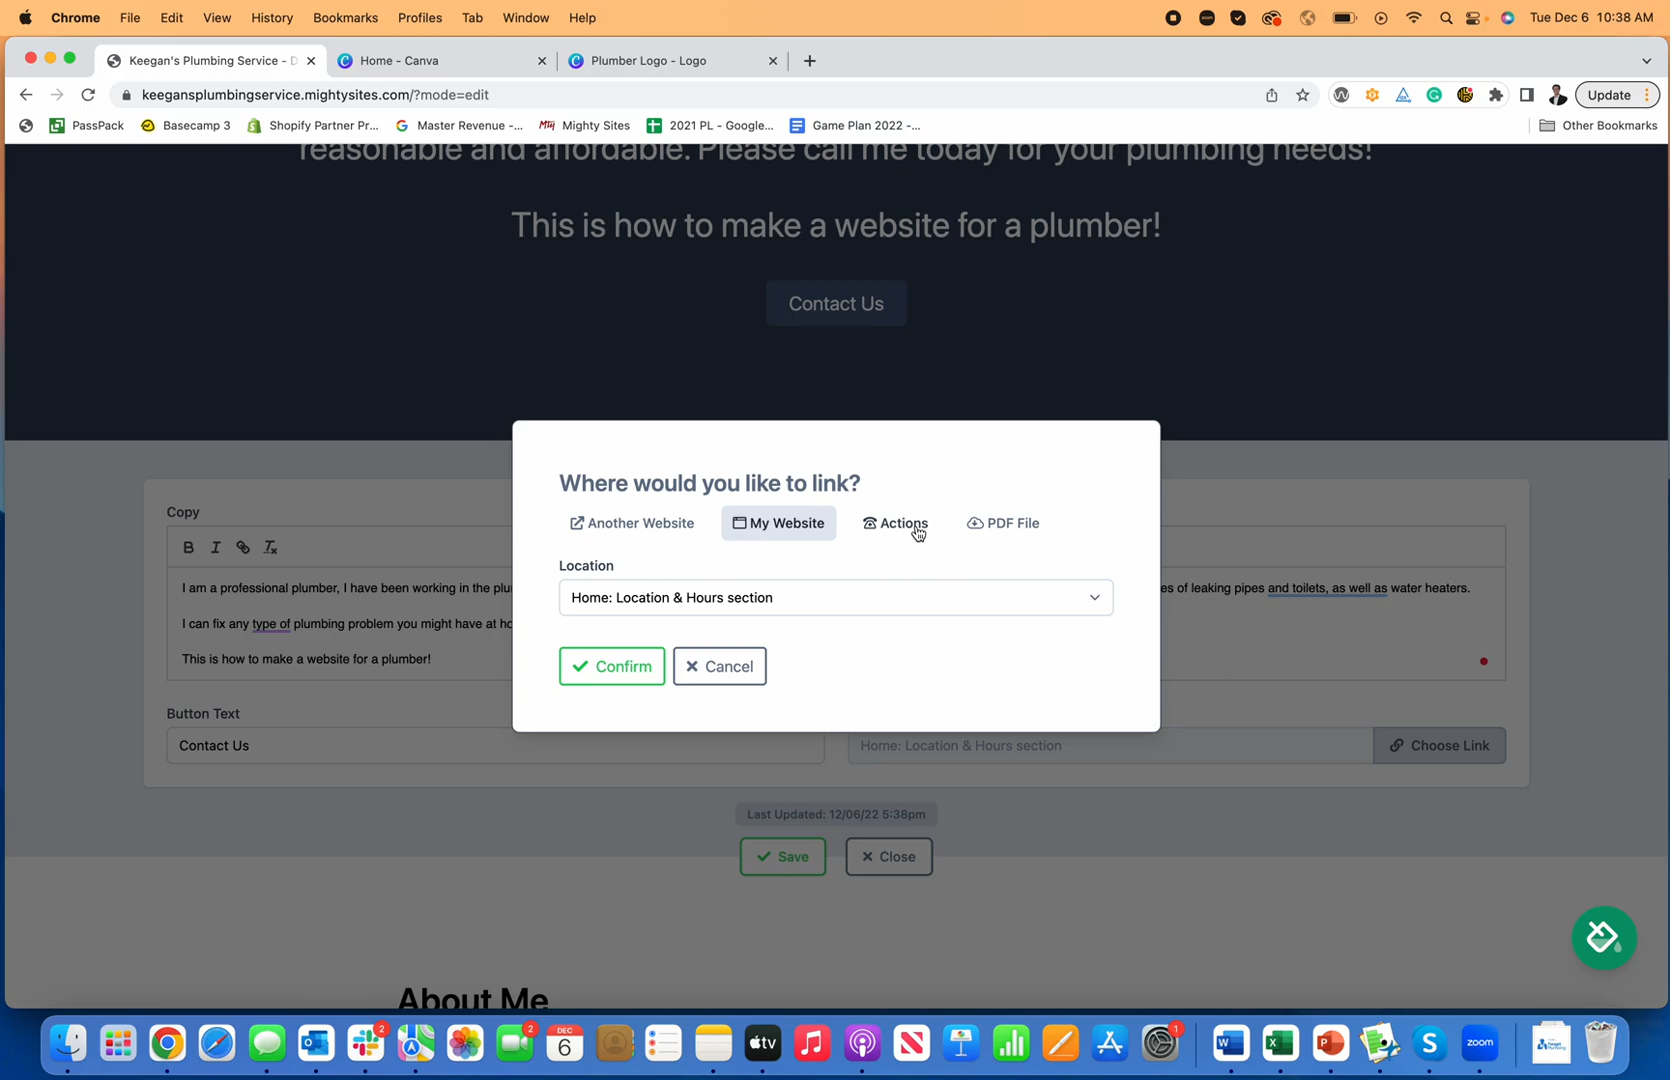 Chrome File Edit View History Bookmarks Profiles Tab Window Help Tue Dec 6 10:38 AM
Keegan's Plumbing Service - D Home - Canva Plumber Logo - Logo
keegansplumbingservice.mightysites.com/?mode=edit Update
PassPack Basecamp 3 Shopify Partner Pr... Master Revenue -... Mighty Sites 2021 PL - Google... Game Plan 2022 -... Other Bookmarks
reasonable and affordable. Please call me today for your plumbing needs!
This is how to make a website for a plumber!
Contact Us
Where would you like to link?
Another Website My Website Actions PDF File
Location
Home: Location & Hours section
Confirm Cancel
Copy
B I
I am a professional plumber, I have been working in the plu es of leaking pipes and toilets, as well as water heaters.
I can fix any type of plumbing problem you might have at ho
This is how to make a website for a plumber!
Button Text
Contact Us Home: Location & Hours section Choose Link
Last Updated: 12/06/22 5:38pm
Save Close
About Me
2 2 DEC 6 tv 1 W X P S zoom